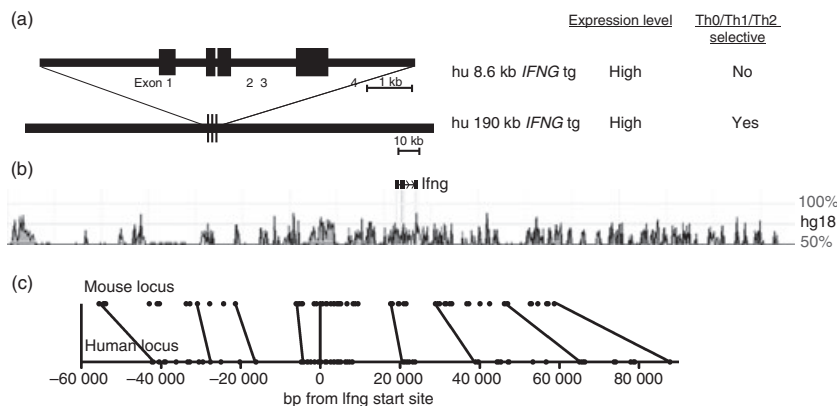 (a)
Expression level
Th0/Th1/Th2 selective
Exon 1
2 3
4
1 kb
hu 8.6 kb IFNG tg
High
No
hu 190 kb IFNG tg
High
Yes
10 kb
(b)
Ifng
100%
hg18
50%
(c)
Mouse locus
Human locus
–60 000
–40 000
–20 000
0
20 000
40 000
60 000
80 000
bp from Ifng start site